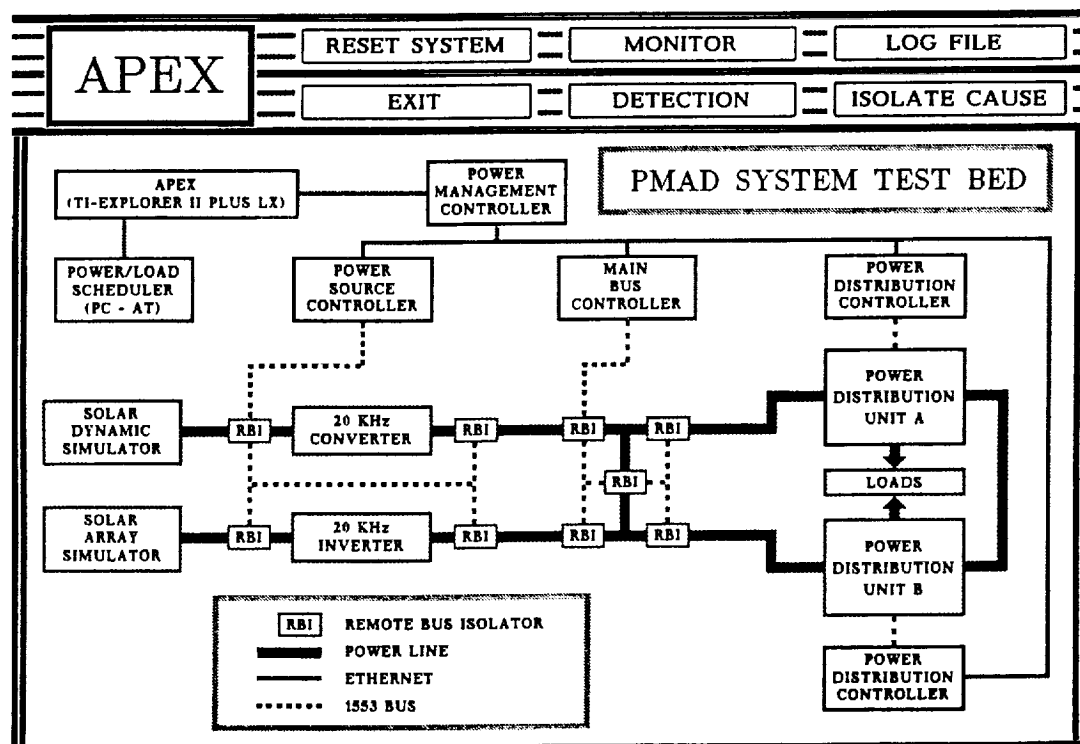 APEX
RESET SYSTEM
MONITOR
LOG FILE
EXIT
DETECTION
ISOLATE CAUSE
PMAD SYSTEM TEST BED
APEX
(TI-EXPLORER II PLUS LX)
POWER
MANAGEMENT
CONTROLLER
POWER/LOAD
SCHEDULER
(PC - AT)
POWER
SOURCE
CONTROLLER
MAIN
BUS
CONTROLLER
POWER
DISTRIBUTION
CONTROLLER
SOLAR
DYNAMIC
SIMULATOR
RBI
20 KHz
CONVERTER
RBI
RBI
RBI
POWER
DISTRIBUTION
UNIT A
RBI
LOADS
SOLAR
ARRAY
SIMULATOR
RBI
20 KHz
INVERTER
RBI
RBI
RBI
POWER
DISTRIBUTION
UNIT B
RBI
REMOTE BUS ISOLATOR
POWER LINE
ETHERNET
1553 BUS
POWER
DISTRIBUTION
CONTROLLER